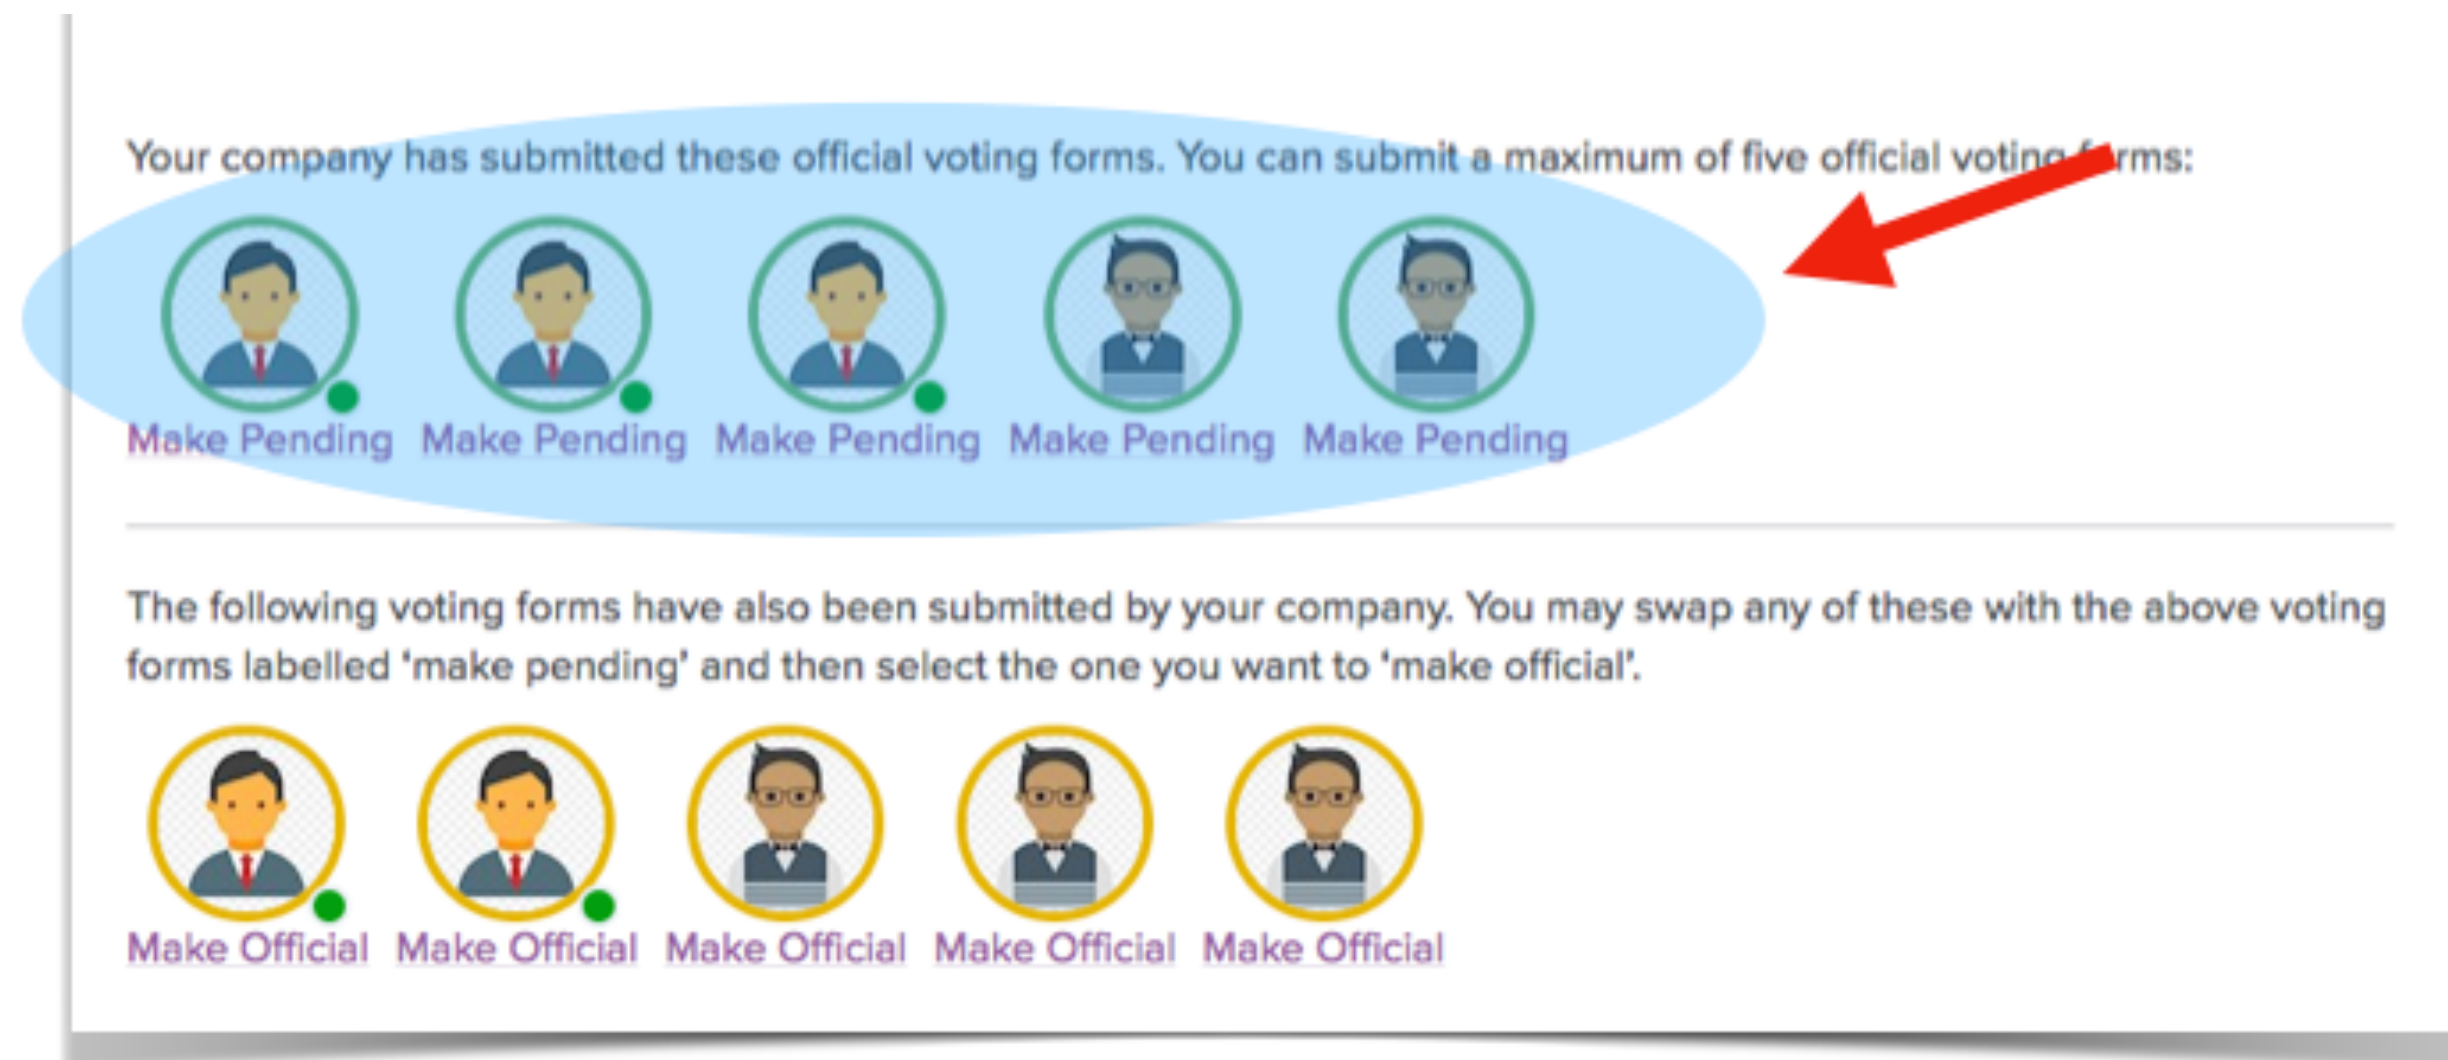 Your company has submitted these official voting forms. You can submit a maximum of five official voting rms:
Make Pending Make Pending Make Pending Make Pending Make Pending
The following voting forms have also been submitted by your company. You may swap any of these with the above voting
forms labelled ‘make pending’ and then select the one you want to ‘make official’.
Make Official Make Official Make Official Make Official Make Official